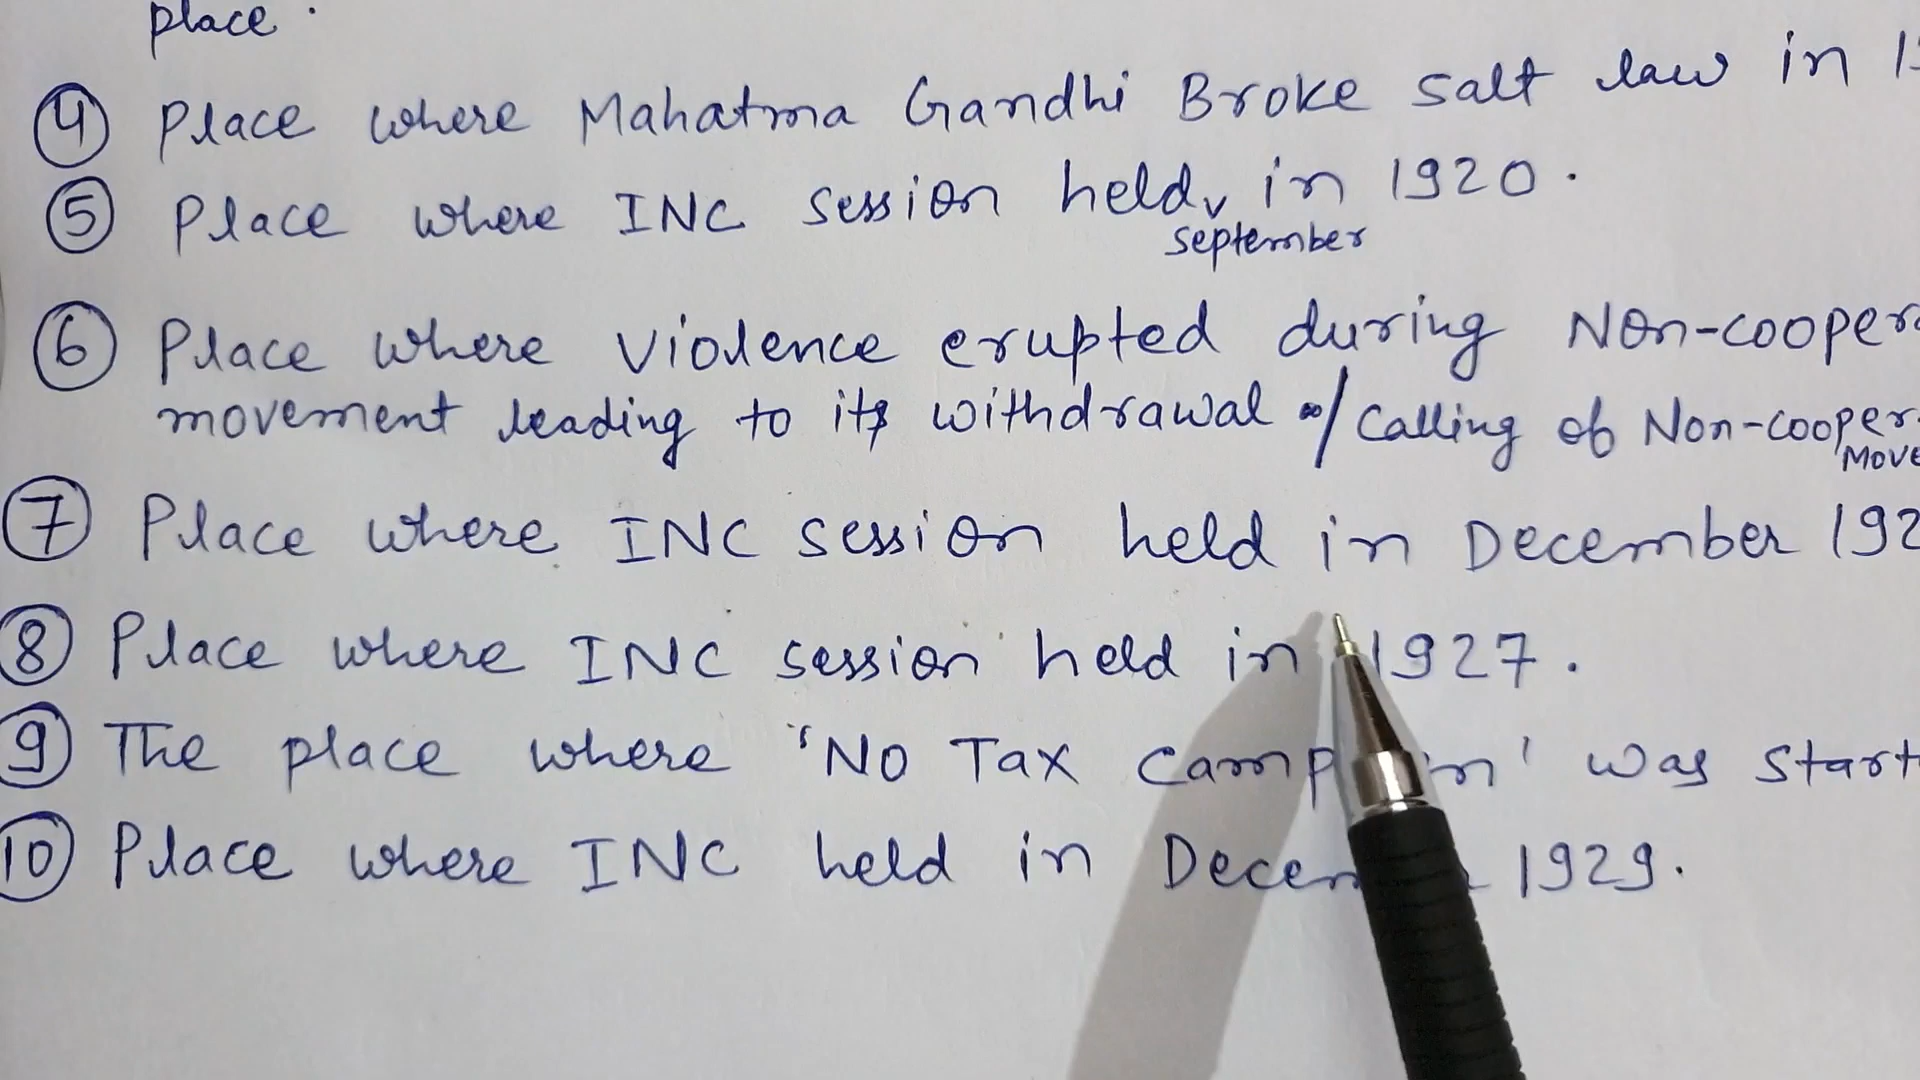 place.
④ Place where Mahatma Gandhi Broke salt law in
⑤ Place where INC session held, in 1920.
september
⑥ Place where violence erupted during Non-cooper
movement leading to its withdrawal / Calling of Non-cooper
Move
⑦ Place where INC session held in December 192
⑧ Place where INC session held in 1927.
⑨ The place where 'No Tax camp n' was start
⑩ Place where INC held in Decem 1929.